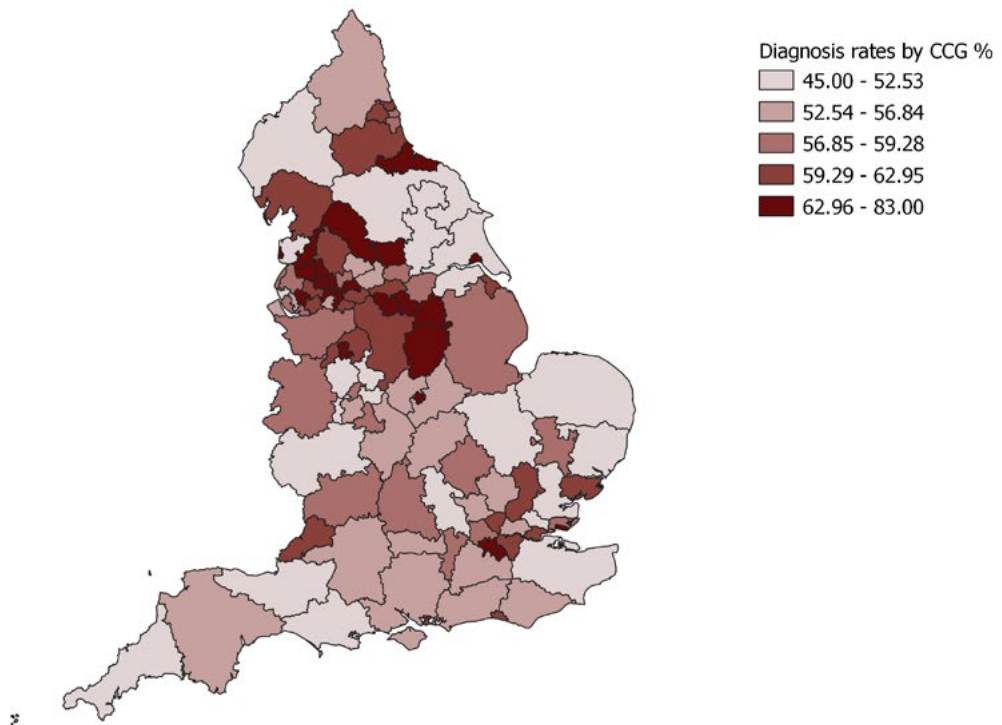 Diagnosis rates by CCG %
45.00 - 52.53
52.54 - 56.84
56.85 - 59.28
59.29 - 62.95
62.96 - 83.00